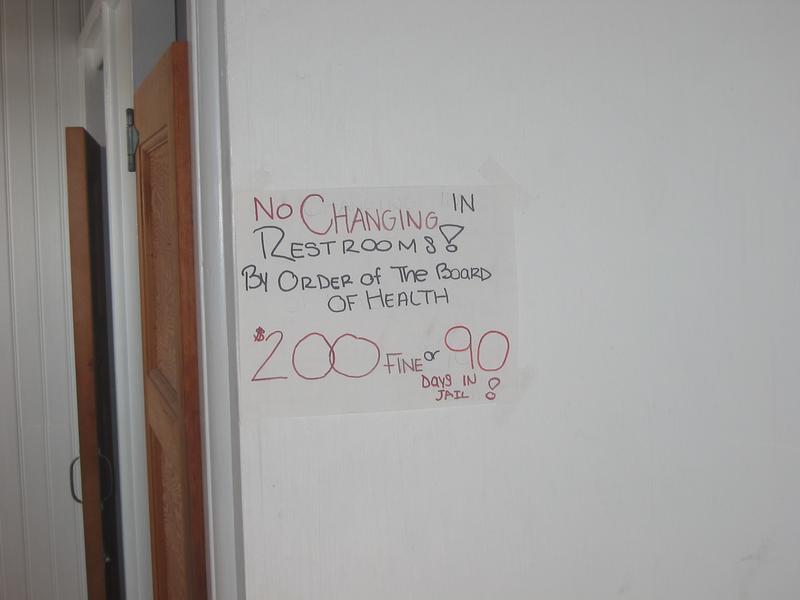 No CHANGING IN
RESTROOMS!
By ORDER of The BOARD
OF HEALTH
$200 FINE or 90
Days IN
JAIL !